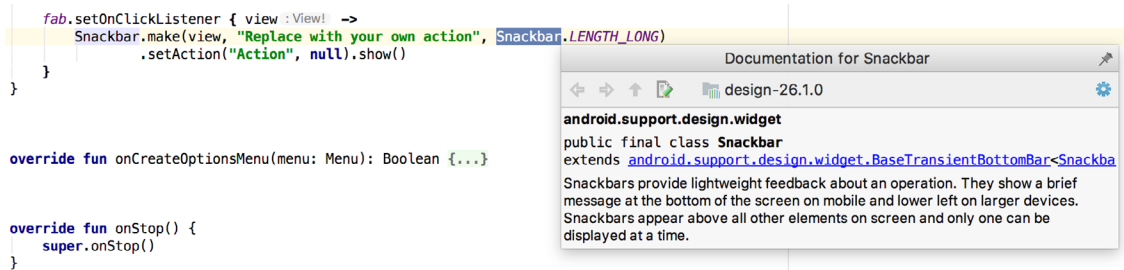 fab.setOnClickListener { view : View! ->
Snackbar.make(view, "Replace with your own action", Snackbar.LENGTH_LONG)
.setAction("Action", null).show()
}
}
override fun onCreateOptionsMenu(menu: Menu): Boolean {...}
override fun onStop() {
super.onStop()
}
Documentation for Snackbar
design-26.1.0
android.support.design.widget
public final class Snackbar
extends android.support.design.widget.BaseTransientBottomBar<Snackba
Snackbars provide lightweight feedback about an operation. They show a brief
message at the bottom of the screen on mobile and lower left on larger devices.
Snackbars appear above all other elements on screen and only one can be
displayed at a time.